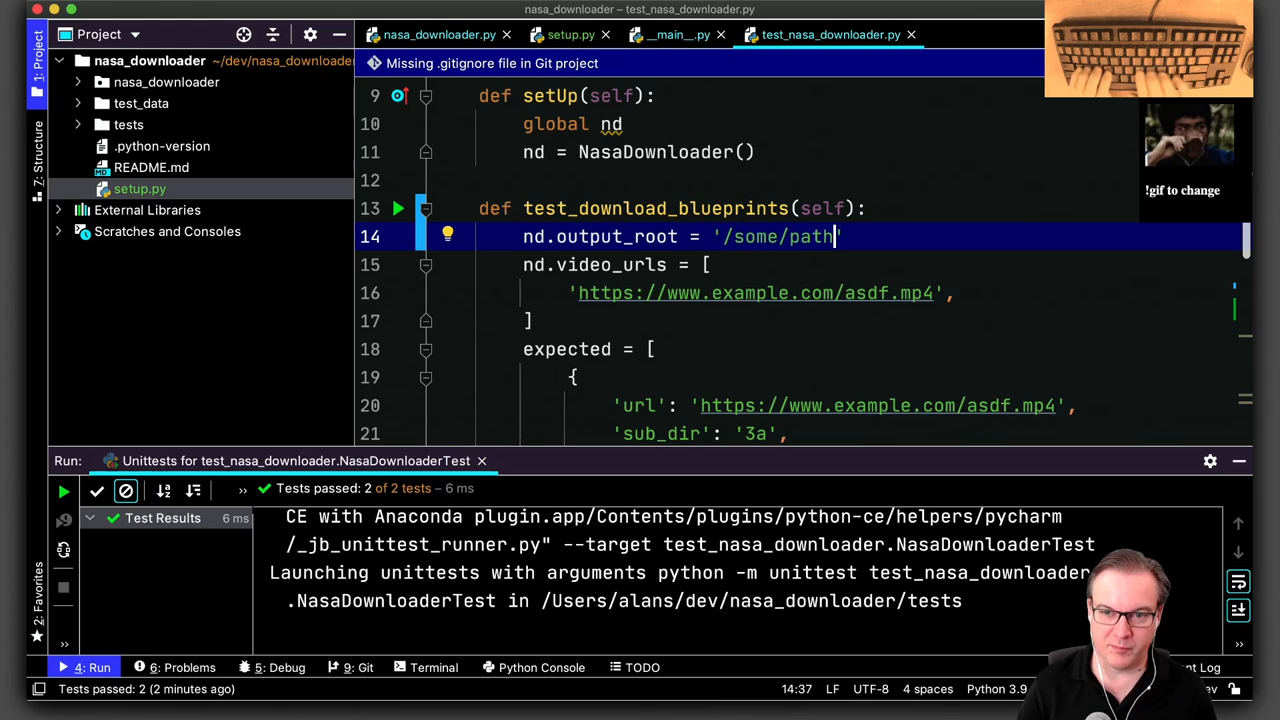 nasa_downloader – test_nasa_downloader.py
Project
nasa_downloader.py
setup.py
__main__.py
test_nasa_downloader.py
1: Project
nasa_downloader ~/dev/nasa_downloader
nasa_downloader
test_data
tests
.python-version
README.md
setup.py
External Libraries
Scratches and Consoles
7: Structure
Missing .gitignore file in Git project
9 def setUp(self):
10 global nd
11 nd = NasaDownloader()
12
13 def test_download_blueprints(self):
14 nd.output_root = '/some/path'
15 nd.video_urls = [
16 'https://www.example.com/asdf.mp4',
17 ]
18 expected = [
19 {
20 'url': 'https://www.example.com/asdf.mp4',
21 'sub_dir': '3a',
!gif to change
Run: Unittests for test_nasa_downloader.NasaDownloaderTest
Tests passed: 2 of 2 tests – 6 ms
Test Results 6 ms
CE with Anaconda plugin.app/Contents/plugins/python-ce/helpers/pycharm
/_jb_unittest_runner.py" --target test_nasa_downloader.NasaDownloaderTest
Launching unittests with arguments python -m unittest test_nasa_downloader
.NasaDownloaderTest in /Users/alans/dev/nasa_downloader/tests
2: Favorites
4: Run
6: Problems
5: Debug
9: Git
Terminal
Python Console
TODO
nt Log
Tests passed: 2 (2 minutes ago)
14:37 LF UTF-8 4 spaces Python 3.9